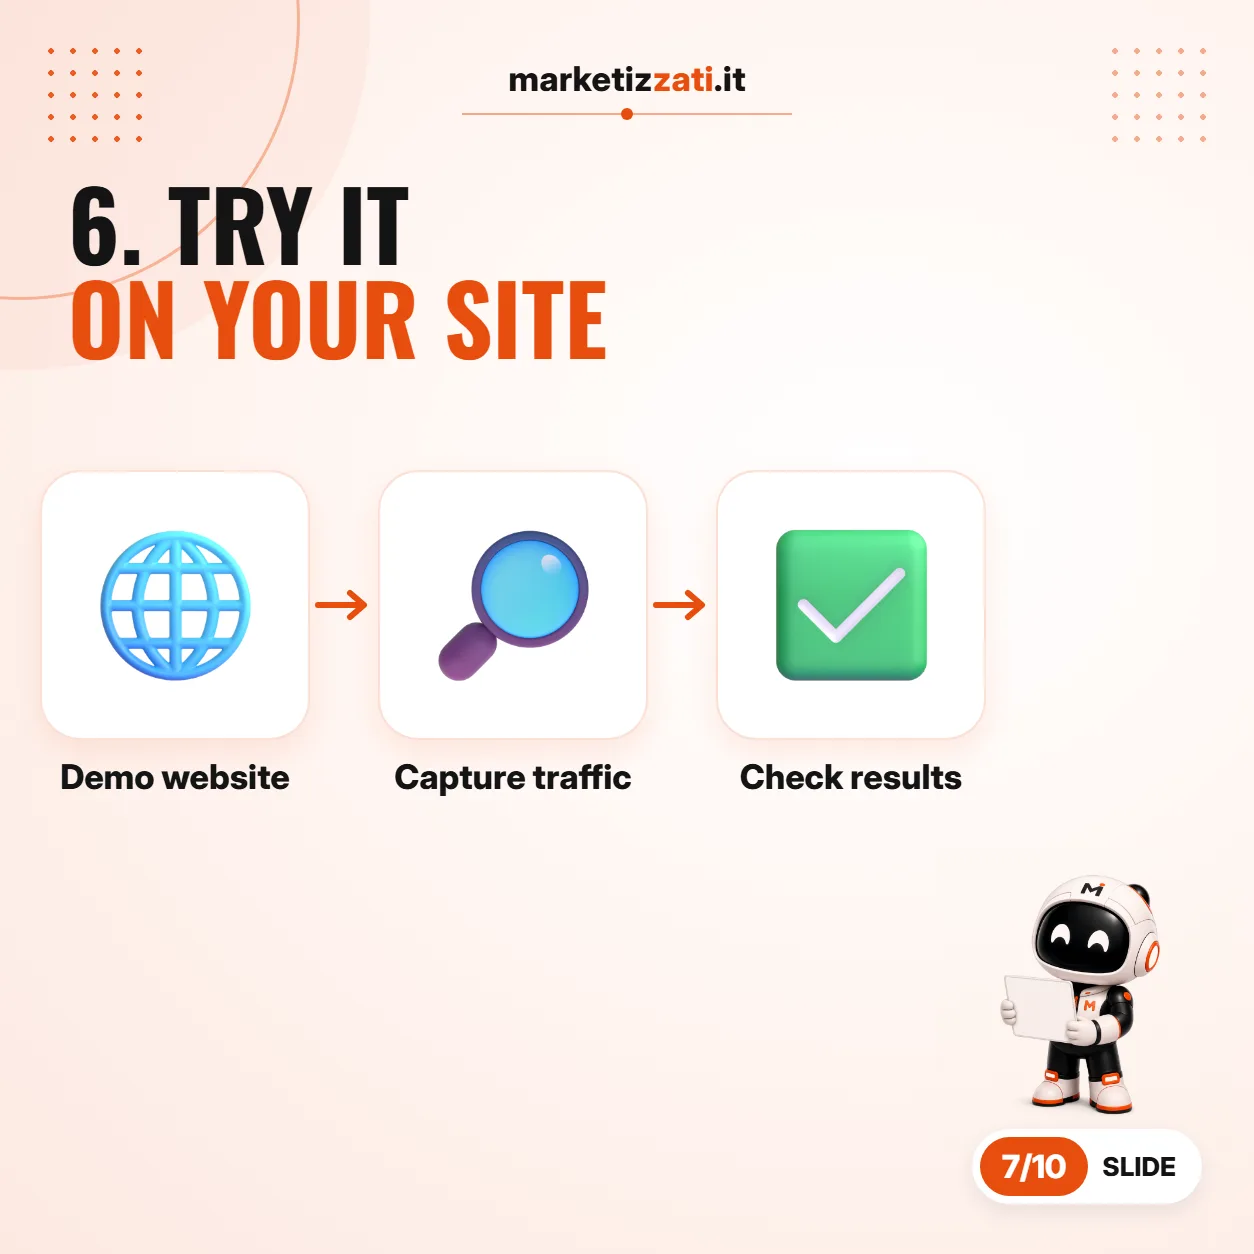 marketizzati.it
6. TRY IT
ON YOUR SITE
Demo website
Capture traffic
Check results
M
M
7/10 SLIDE